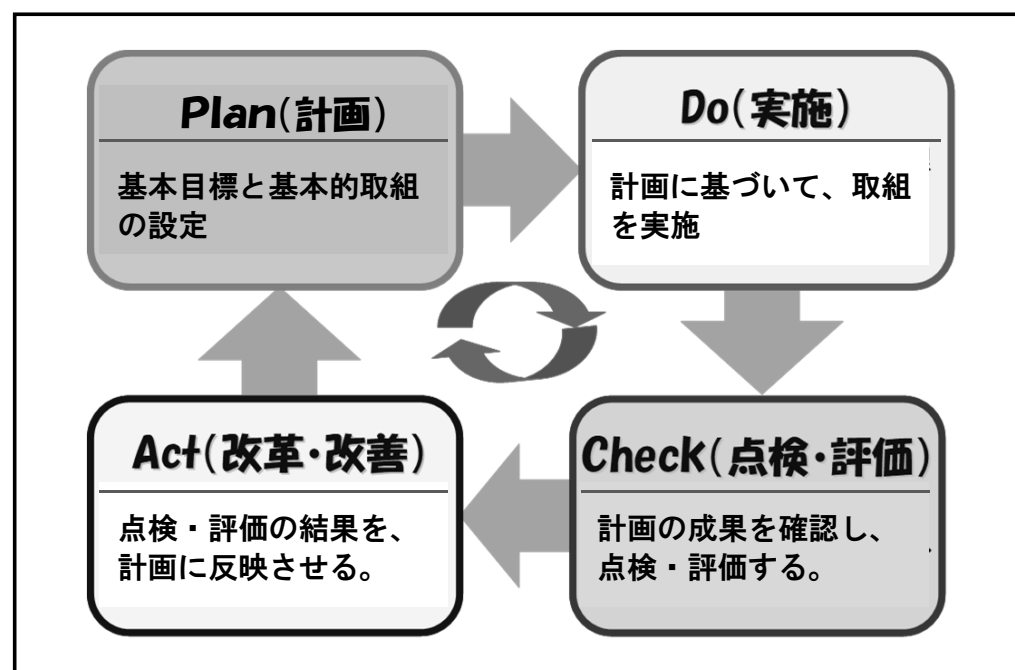 Plan(計画)
基本目標と基本的取組
の設定
Do(実施)
計画に基づいて、取組
を実施
Check(点検・評価)
計画の成果を確認し、
点検・評価する。
Act(改革・改善)
点検・評価の結果を、
計画に反映させる。